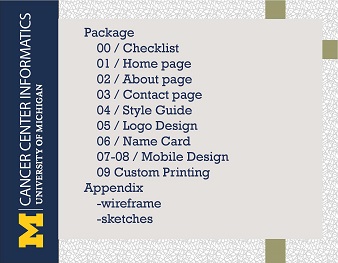 CANCER CENTER INFORMATICS
UNIVERSITY OF MICHIGAN
M
Package
00 / Checklist
01 / Home page
02 / About page
03 / Contact page
04 / Style Guide
05 / Logo Design
06 / Name Card
07-08 / Mobile Design
09 Custom Printing
Appendix
-wireframe
-sketches